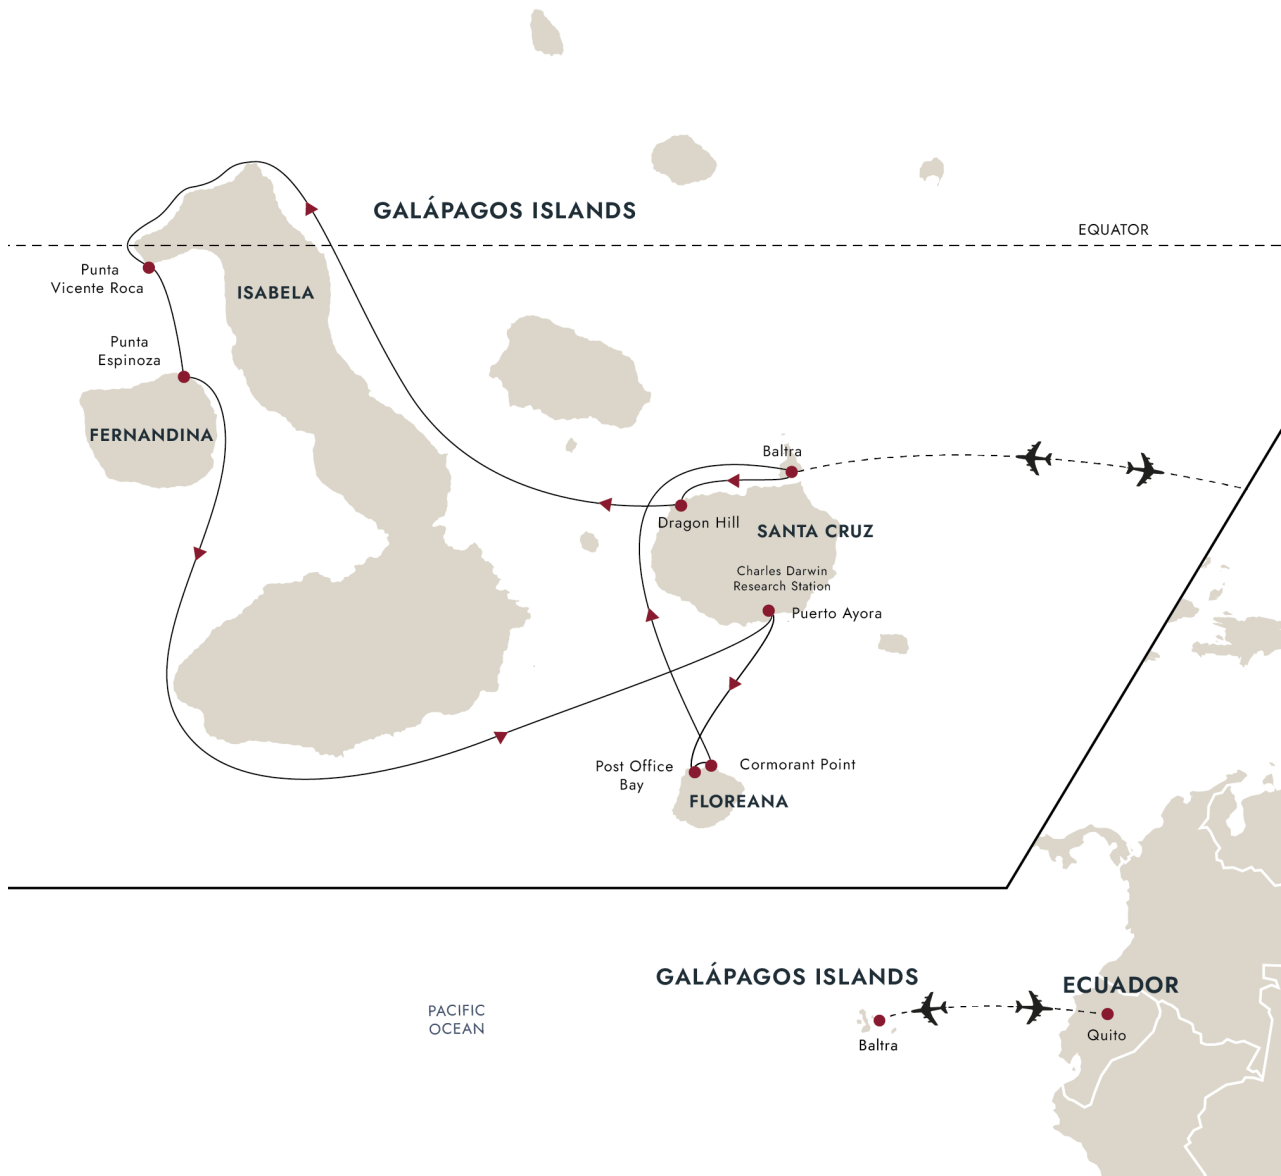 GALÁPAGOS ISLANDS
EQUATOR
Punta
Vicente Roca
ISABELA
Punta
Espinoza
FERNANDINA
Baltra
Dragon Hill
SANTA CRUZ
Charles Darwin
Research Station
Puerto Ayora
Post Office
Bay
Cormorant Point
FLOREANA
GALÁPAGOS ISLANDS
ECUADOR
PACIFIC
OCEAN
Baltra
Quito